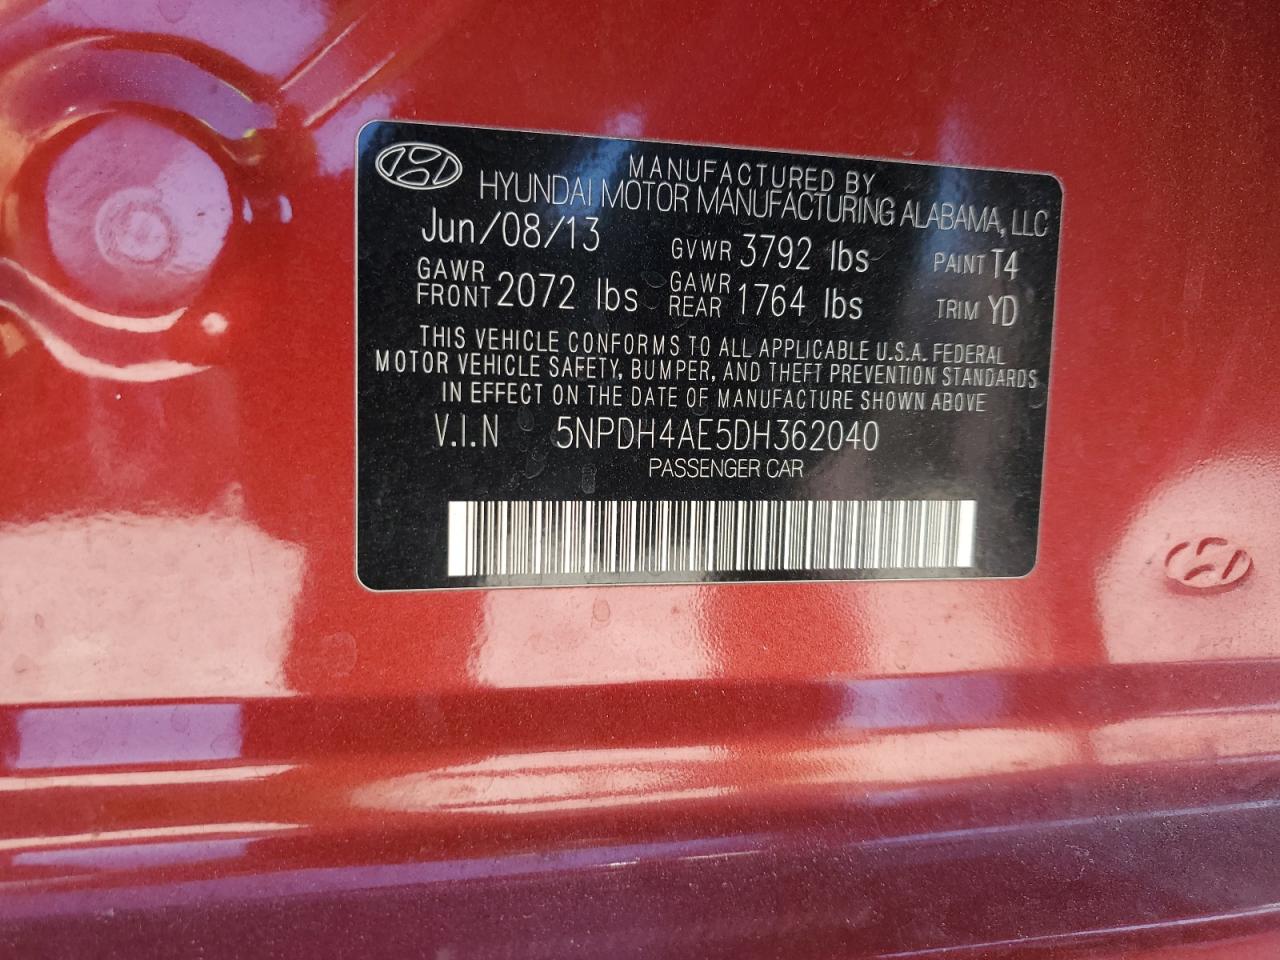 MANUFACTURED BY
HYUNDAI MOTOR MANUFACTURING ALABAMA, LLC
Jun/08/13 GVWR 3792 lbs PAINT T4
GAWR FRONT 2072 lbs GAWR REAR 1764 lbs TRIM YD
THIS VEHICLE CONFORMS TO ALL APPLICABLE U.S.A. FEDERAL
MOTOR VEHICLE SAFETY, BUMPER, AND THEFT PREVENTION STANDARDS
IN EFFECT ON THE DATE OF MANUFACTURE SHOWN ABOVE
V.I.N 5NPDH4AE5DH362040
PASSENGER CAR